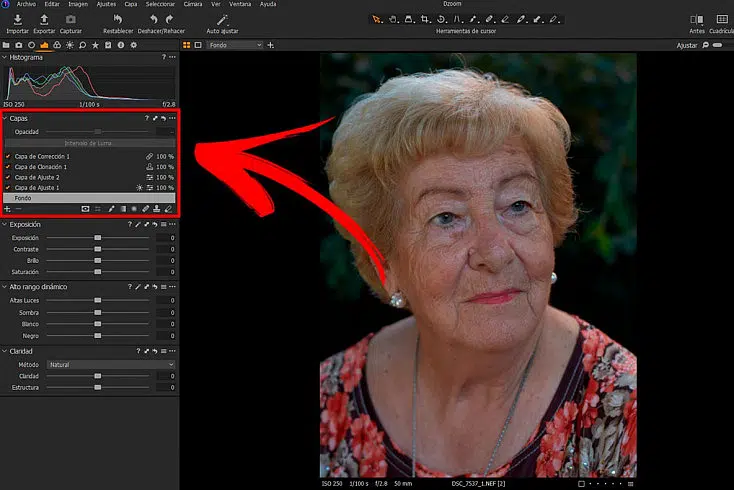 Archivo Editar Imagen Ajustes Capa Seleccionar Cámara Ver Ventana Ayuda
Dzoom
Importar Exportar Capturar Restablecer Deshacer/Rehacer Auto ajustar Herramientas de cursor Antes Cuadrícula
Fondo
Ajustar
Histograma
ISO 250 1/100 s f/2.8
Capas
Opacidad
Intervalo de Luma...
Capa de Corrección 1 100 %
Capa de Clonación 1 100 %
Capa de Ajuste 2 100 %
Capa de Ajuste 1 100 %
Fondo
Exposición
Exposición 0
Contraste 0
Brillo 0
Saturación 0
Alto rango dinámico
Altas Luces 0
Sombra 0
Blanco 0
Negro 0
Claridad
Método Natural
Claridad 0
Estructura 0
ISO 250 1/100 s f/2.8 50 mm DSC_7537_1.NEF [2]